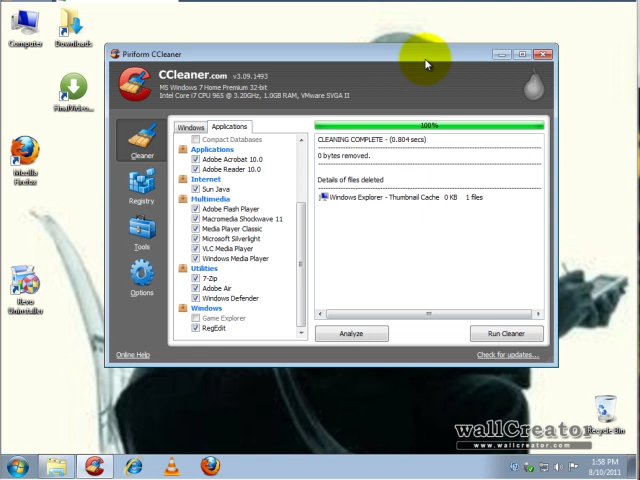 Computer
Downloads
FinalVideo...
Mozilla
Firefox
Revo
Uninstaller
Piriform CCleaner
CCleaner.com v3.09.1493
MS Windows 7 Home Premium 32-bit
Intel Core i7 CPU 965 @ 3.20GHz, 1.0GB RAM, VMware SVGA II
Cleaner
Registry
Tools
Options
Windows
Applications
Compact Databases
Applications
Adobe Acrobat 10.0
Adobe Reader 10.0
Internet
Sun Java
Multimedia
Adobe Flash Player
Macromedia Shockwave 11
Media Player Classic
Microsoft Silverlight
VLC Media Player
Windows Media Player
Utilities
7-Zip
Adobe Air
Windows Defender
Windows
Game Explorer
RegEdit
100%
CLEANING COMPLETE - (0.804 secs)
0 bytes removed.
Details of files deleted
Windows Explorer - Thumbnail Cache 0 KB 1 files
Analyze
Run Cleaner
Online Help
Check for updates...
wallCreator
www.wallcreator.com
Recycle Bin
1:58 PM
8/10/2011